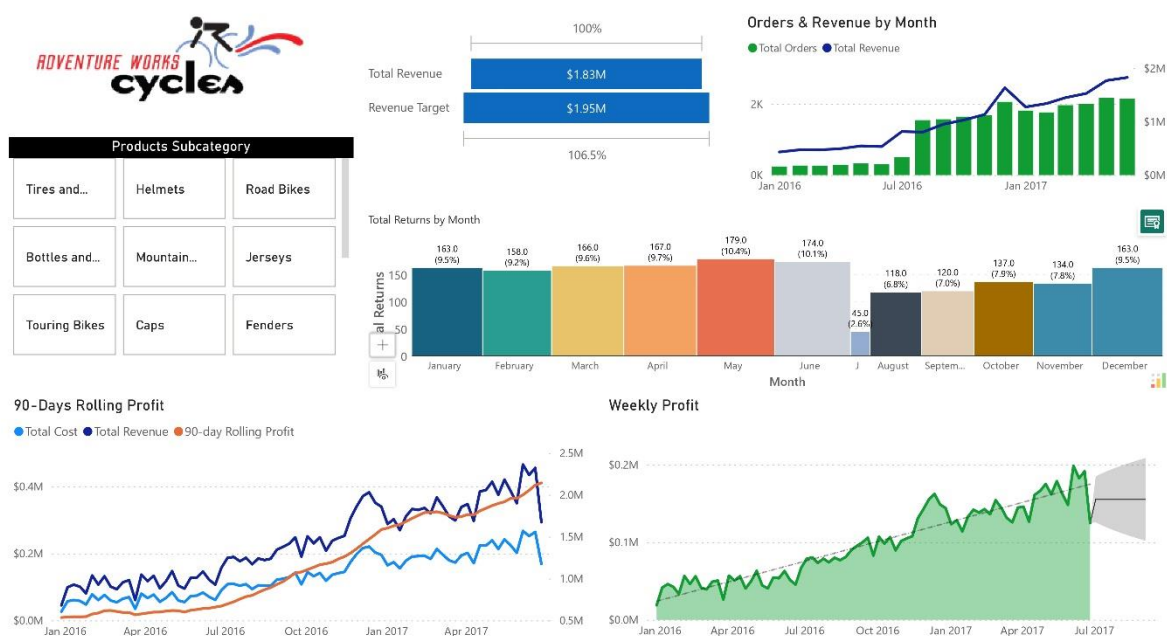 ADVENTURE WORKS
cycles
Products Subcategory
Tires and...
Helmets
Road Bikes
Bottles and...
Mountain...
Jerseys
Touring Bikes
Caps
Fenders
100%
Total Revenue
$1.83M
Revenue Target
$1.95M
106.5%
Orders & Revenue by Month
Total Orders Total Revenue
2K
0K
$2M
$1M
$0M
Jan 2016 Jul 2016 Jan 2017
Total Returns by Month
al Returns
150
100
50
0
163.0
(9.5%)
158.0
(9.2%)
166.0
(9.6%)
167.0
(9.7%)
179.0
(10.4%)
174.0
(10.1%)
45.0
(2.6%)
118.0
(6.8%)
120.0
(7.0%)
137.0
(7.9%)
134.0
(7.8%)
163.0
(9.5%)
January February March April May June J August Septem... October November December
Month
90-Days Rolling Profit
Total Cost Total Revenue 90-day Rolling Profit
$0.4M
$0.2M
$0.0M
2.5M
2.0M
1.5M
1.0M
0.5M
Jan 2016 Apr 2016 Jul 2016 Oct 2016 Jan 2017 Apr 2017
Weekly Profit
$0.2M
$0.1M
$0.0M
Jan 2016 Apr 2016 Jul 2016 Oct 2016 Jan 2017 Apr 2017 Jul 2017